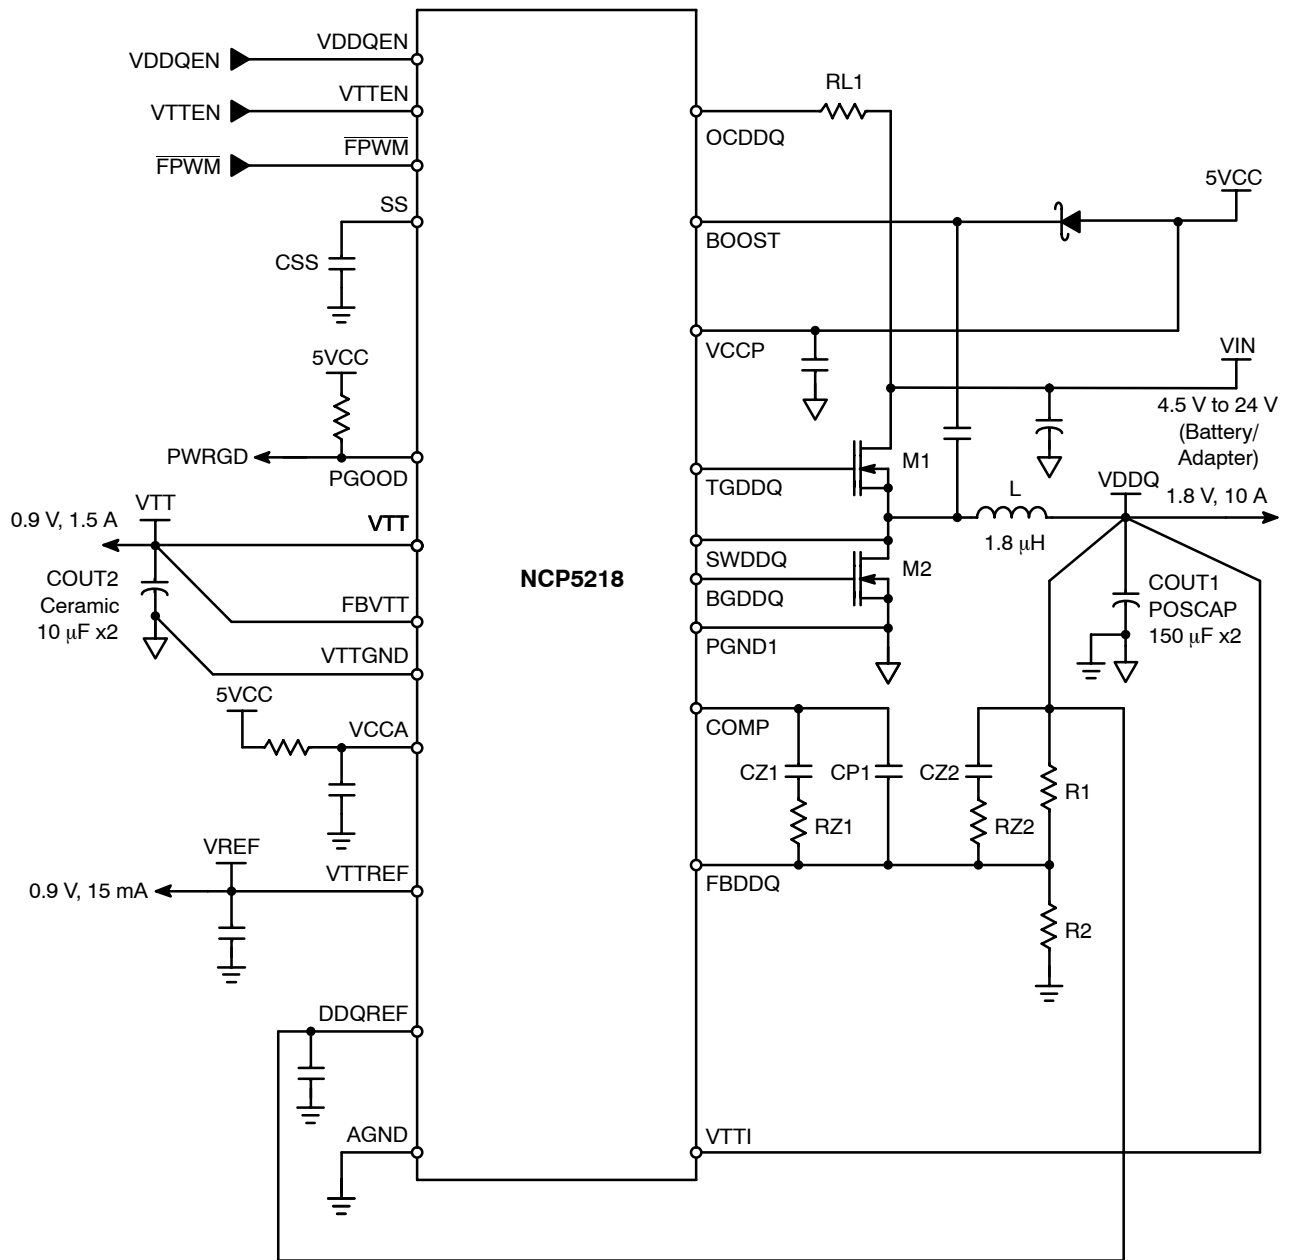 VDDQEN
VDDQEN
VTTEN
VTTEN
FPWM
FPWM
SS
CSS
5VCC
PWRGD
PGOOD
VTT
VTT
0.9 V, 1.5 A
COUT2
Ceramic
10 μF x2
FBVTT
VTTGND
5VCC
VCCA
VREF
VTTREF
0.9 V, 15 mA
DDQREF
AGND
NCP5218
RL1
OCDDQ
5VCC
BOOST
VCCP
VIN
4.5 V to 24 V
(Battery/
Adapter)
M1
TGDDQ
L
1.8 μH
VDDQ
1.8 V, 10 A
SWDDQ
M2
BGDDQ
PGND1
COUT1
POSCAP
150 μF x2
COMP
CZ1
CP1
CZ2
R1
RZ1
RZ2
FBDDQ
R2
VTTI